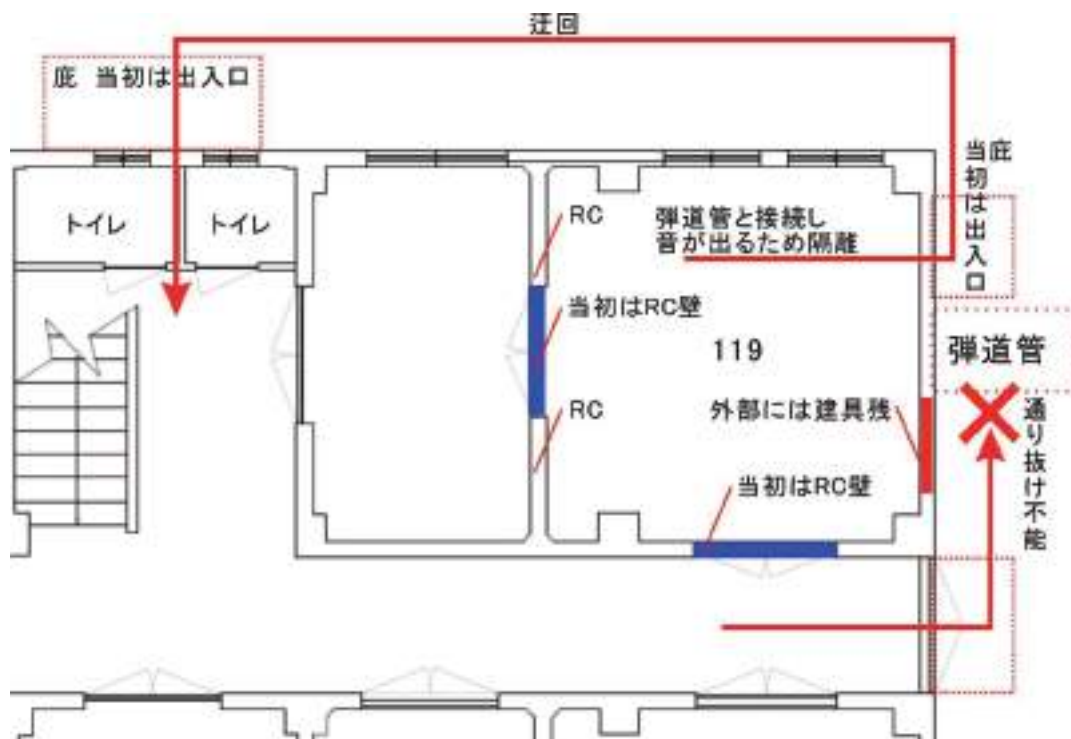 迂回
庇 当初は出入口
庇
当初は出入口
トイレ
トイレ
RC
弾道管と接続し
音が出るため隔離
当初はRC壁
119
弾道管
RC
外部には建具残
通り抜け不能
当初はRC壁